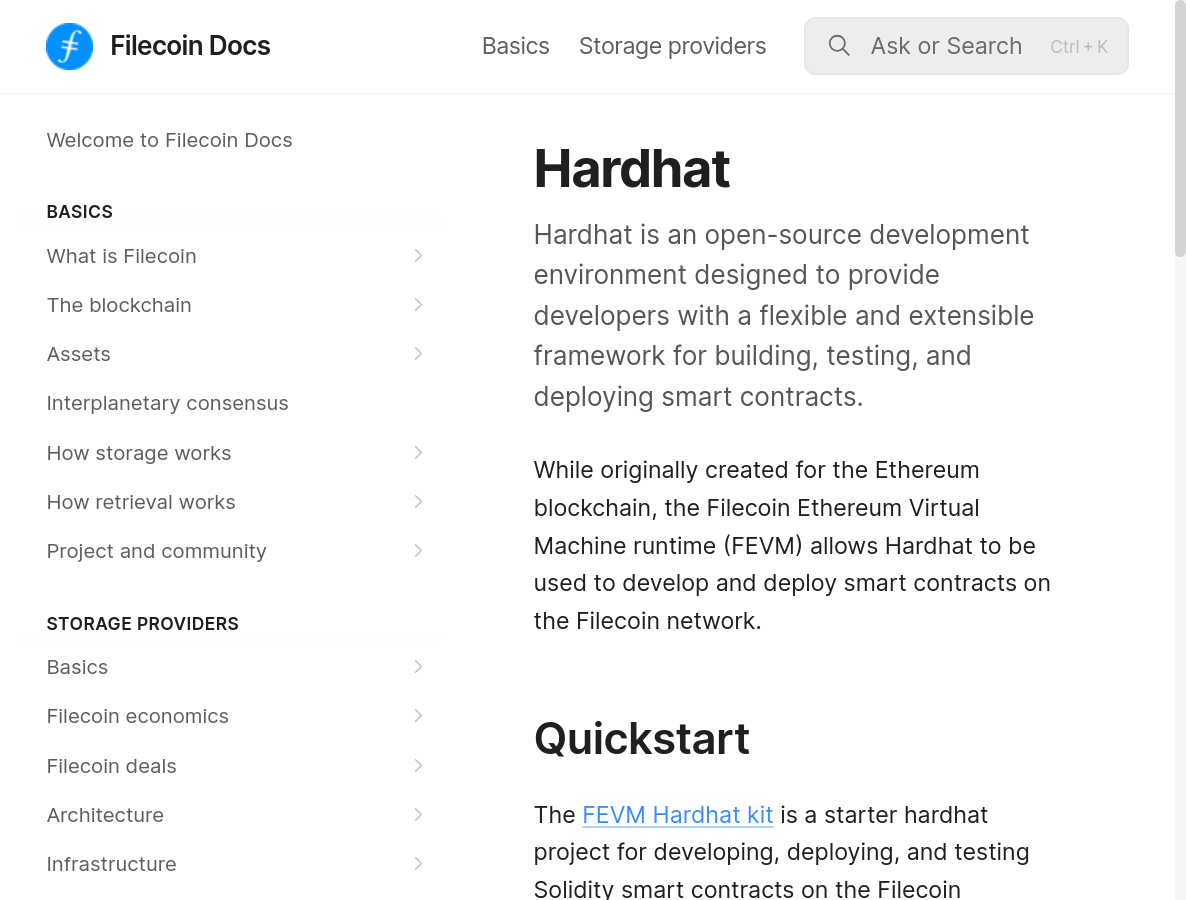 Filecoin Docs
Basics
Storage providers
Ask or Search
Ctrl + K
Welcome to Filecoin Docs
BASICS
What is Filecoin
The blockchain
Assets
Interplanetary consensus
How storage works
How retrieval works
Project and community
STORAGE PROVIDERS
Basics
Filecoin economics
Filecoin deals
Architecture
Infrastructure
Hardhat
Hardhat is an open-source development
environment designed to provide
developers with a flexible and extensible
framework for building, testing, and
deploying smart contracts.
While originally created for the Ethereum
blockchain, the Filecoin Ethereum Virtual
Machine runtime (FEVM) allows Hardhat to be
used to develop and deploy smart contracts on
the Filecoin network.
Quickstart
The FEVM Hardhat kit is a starter hardhat
project for developing, deploying, and testing
Solidity smart contracts on the Filecoin